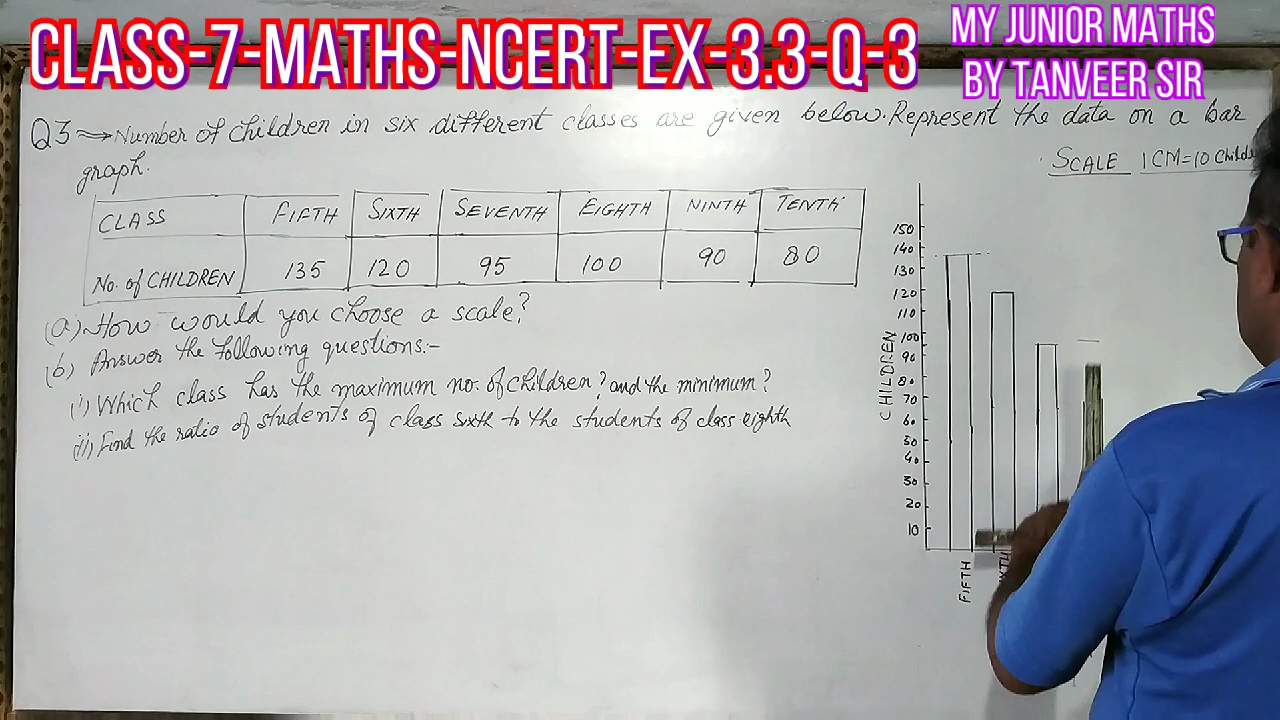 CLASS-7-MATHS-NCERT-EX-3.3-Q-3
MY JUNIOR MATHS
BY TANVEER SIR
Q3 ⇒ Number of children in six different classes are given below. Represent the data on a bar
graph.
SCALE 1CM=10 Childe
CLASS FIFTH SIXTH SEVENTH EIGHTH NINTH TENTH
No. of CHILDREN 135 120 95 100 90 80
(a) How would you choose a scale?
(b) Answer the following questions:-
(i) Which class has the maximum no. of children? and the minimum?
(ii) Find the ratio of students of class sixth to the students of class eighth
150
140
130
120
110
100
90
80
70
60
50
40
30
20
10
CHILDREN
FIFTH